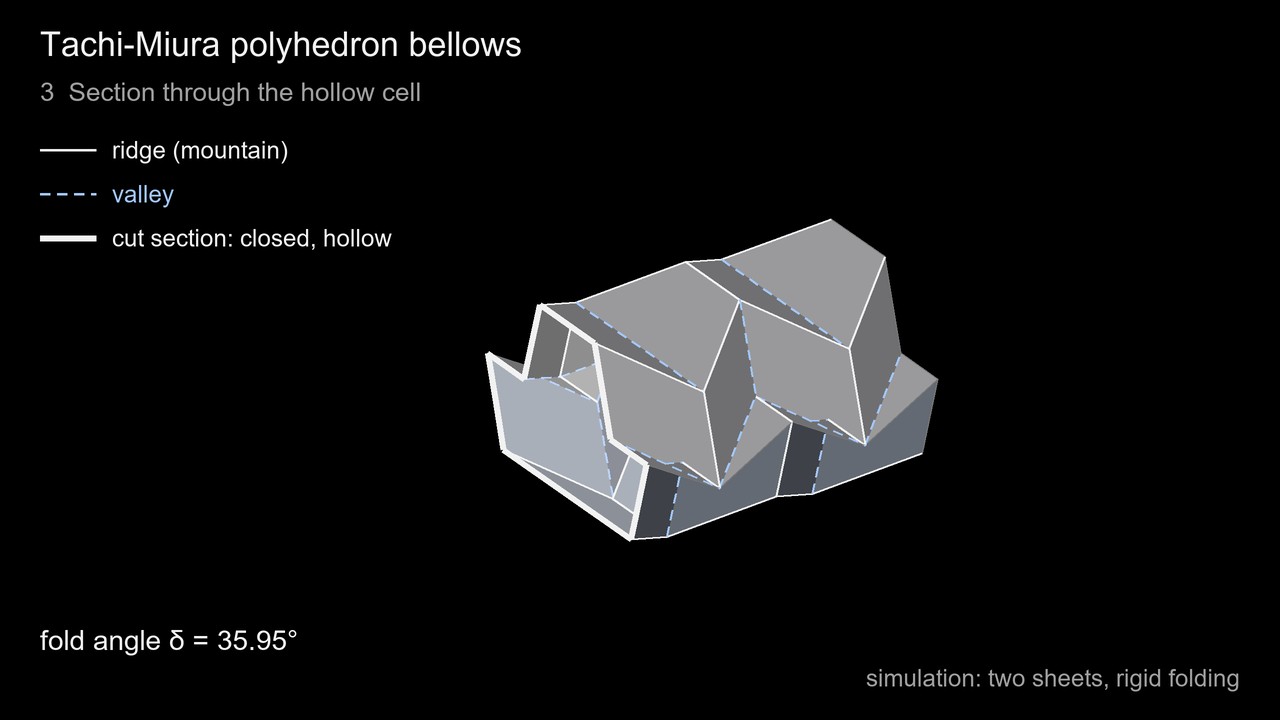 Tachi-Miura polyhedron bellows
3 Section through the hollow cell
ridge (mountain)
valley
cut section: closed, hollow
fold angle δ = 35.95°
simulation: two sheets, rigid folding